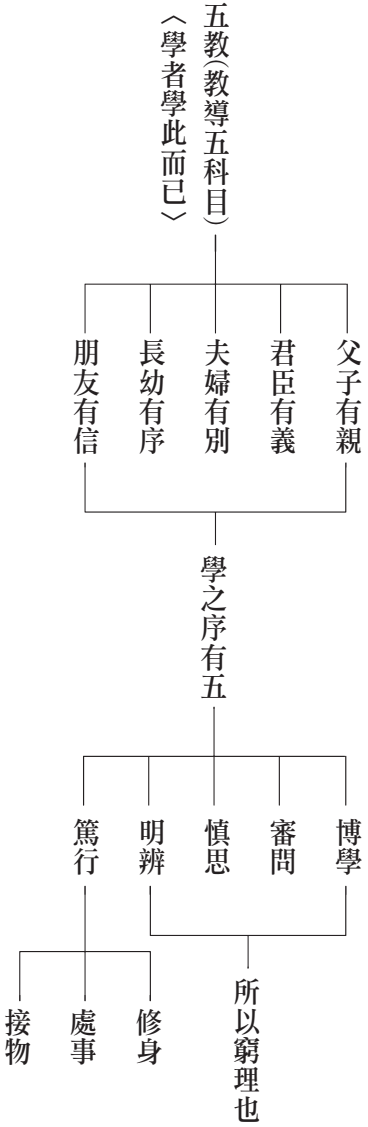 五教(教導五科目)
〈學者學此而已〉
父子有親
君臣有義
夫婦有別
長幼有序
朋友有信
學之序有五
博學
審問
慎思
明辨
篤行
所以窮理也
修身
處事
接物